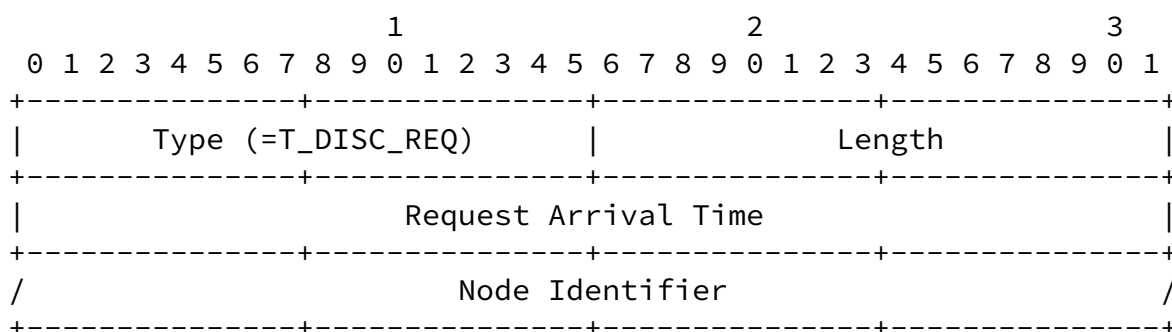 1                   2                   3
 0 1 2 3 4 5 6 7 8 9 0 1 2 3 4 5 6 7 8 9 0 1 2 3 4 5 6 7 8 9 0 1
+---------------+---------------+---------------+---------------+
|       Type (=T_DISC_REQ)      |             Length            |
+---------------+---------------+---------------+---------------+
|                     Request Arrival Time                      |
+---------------+---------------+---------------+---------------+
/                        Node Identifier                        /
+---------------+---------------+---------------+---------------+